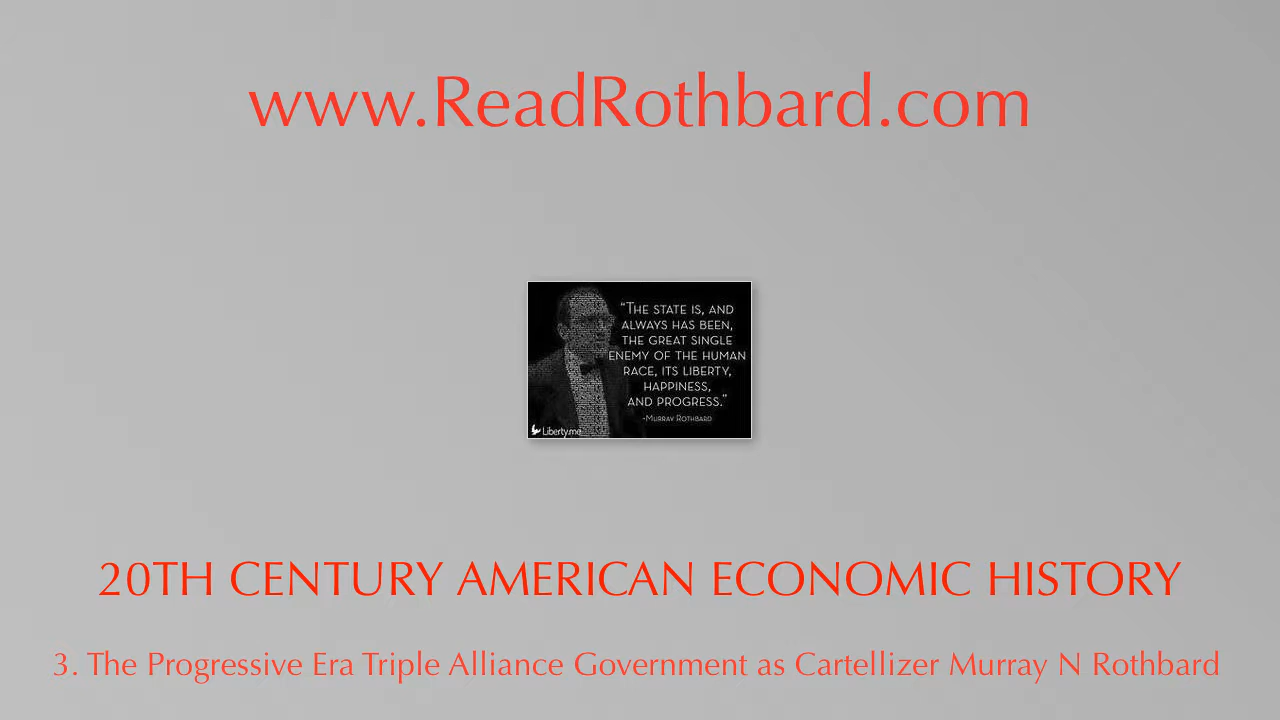 www.ReadRothbard.com
“THE STATE IS, AND
ALWAYS HAS BEEN,
THE GREAT SINGLE
ENEMY OF THE HUMAN
RACE, ITS LIBERTY,
HAPPINESS,
AND PROGRESS.”
-MURRAY ROTHBARD
Liberty.me
20TH CENTURY AMERICAN ECONOMIC HISTORY
3. The Progressive Era Triple Alliance Government as Cartellizer Murray N Rothbard